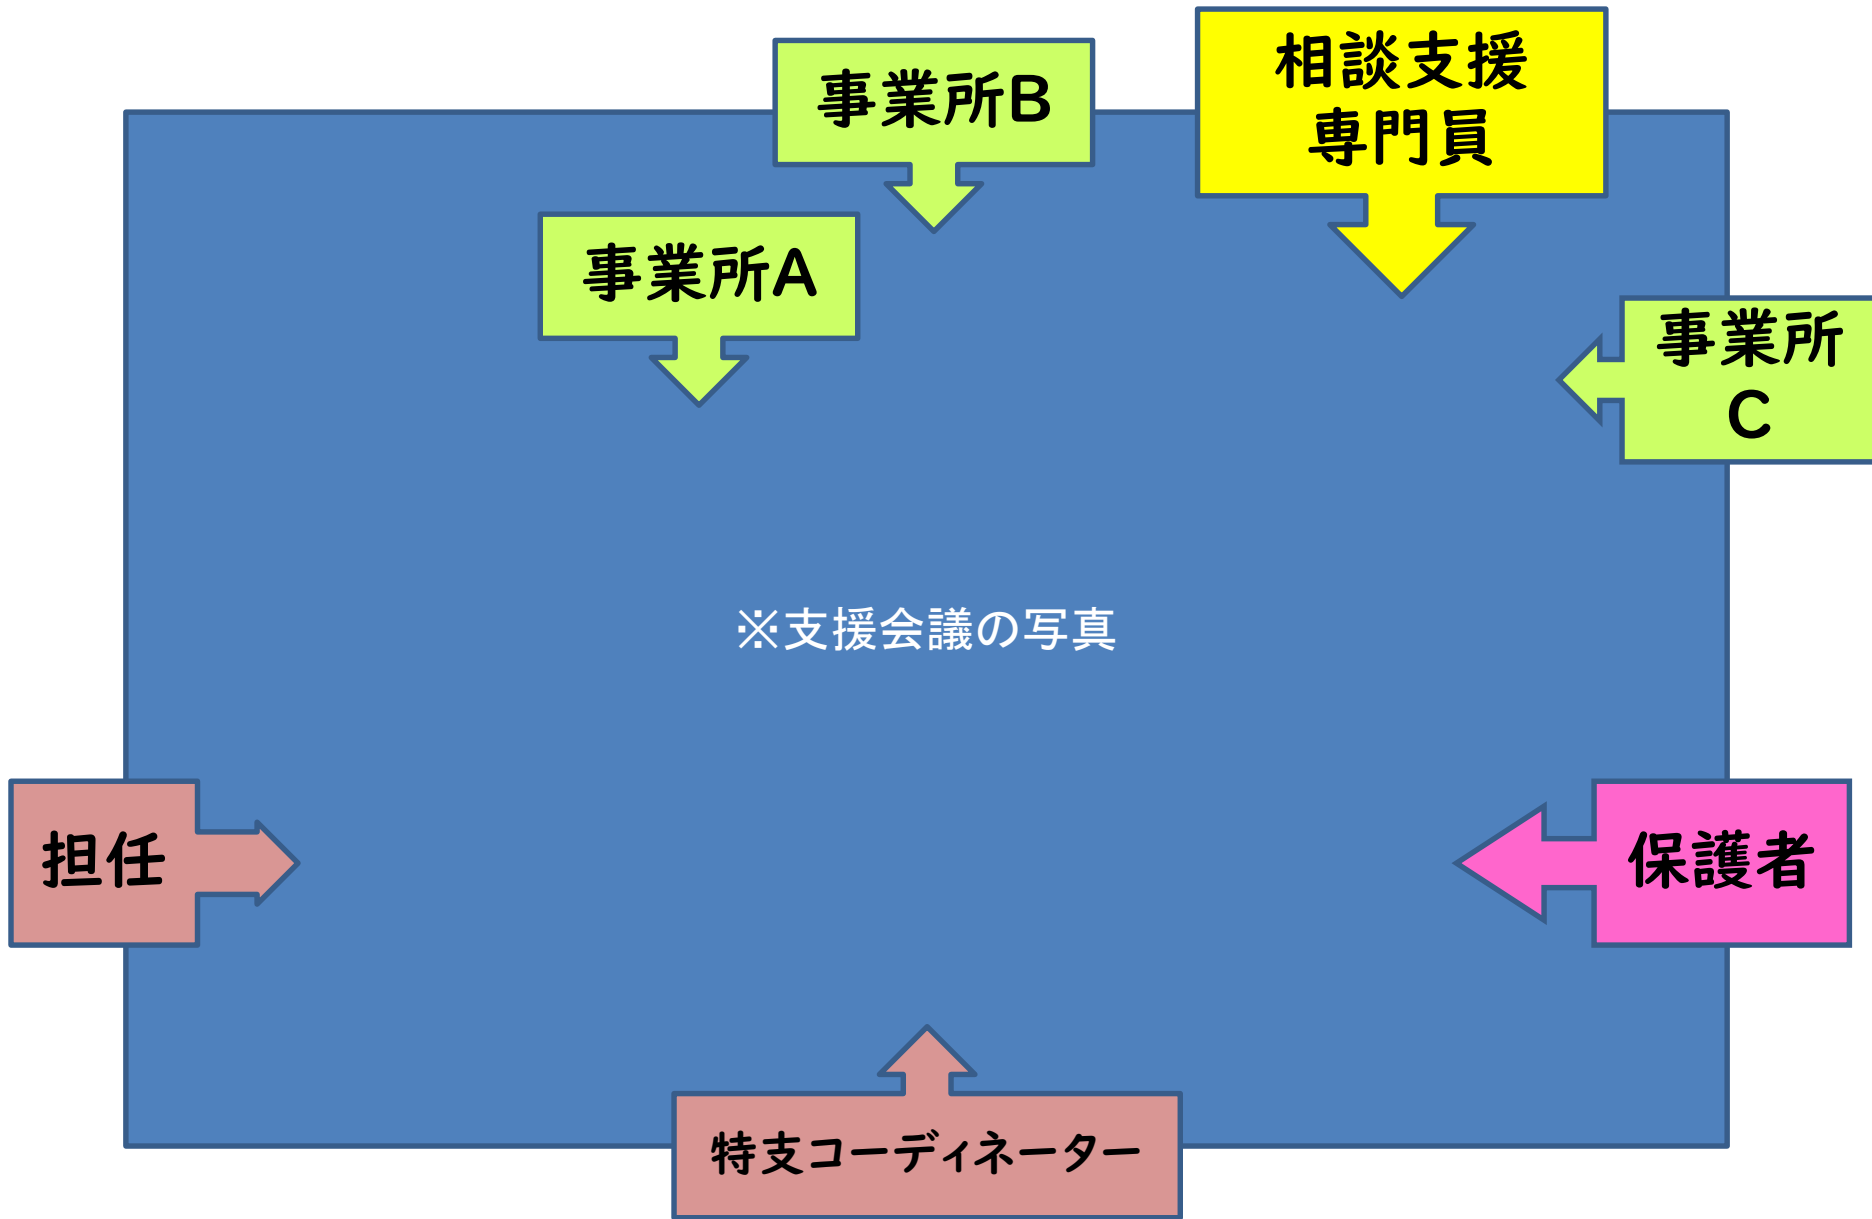 相談支援
専門員
事業所B
事業所A
事業所
C
※支援会議の写真
担任
保護者
特支コーディネーター